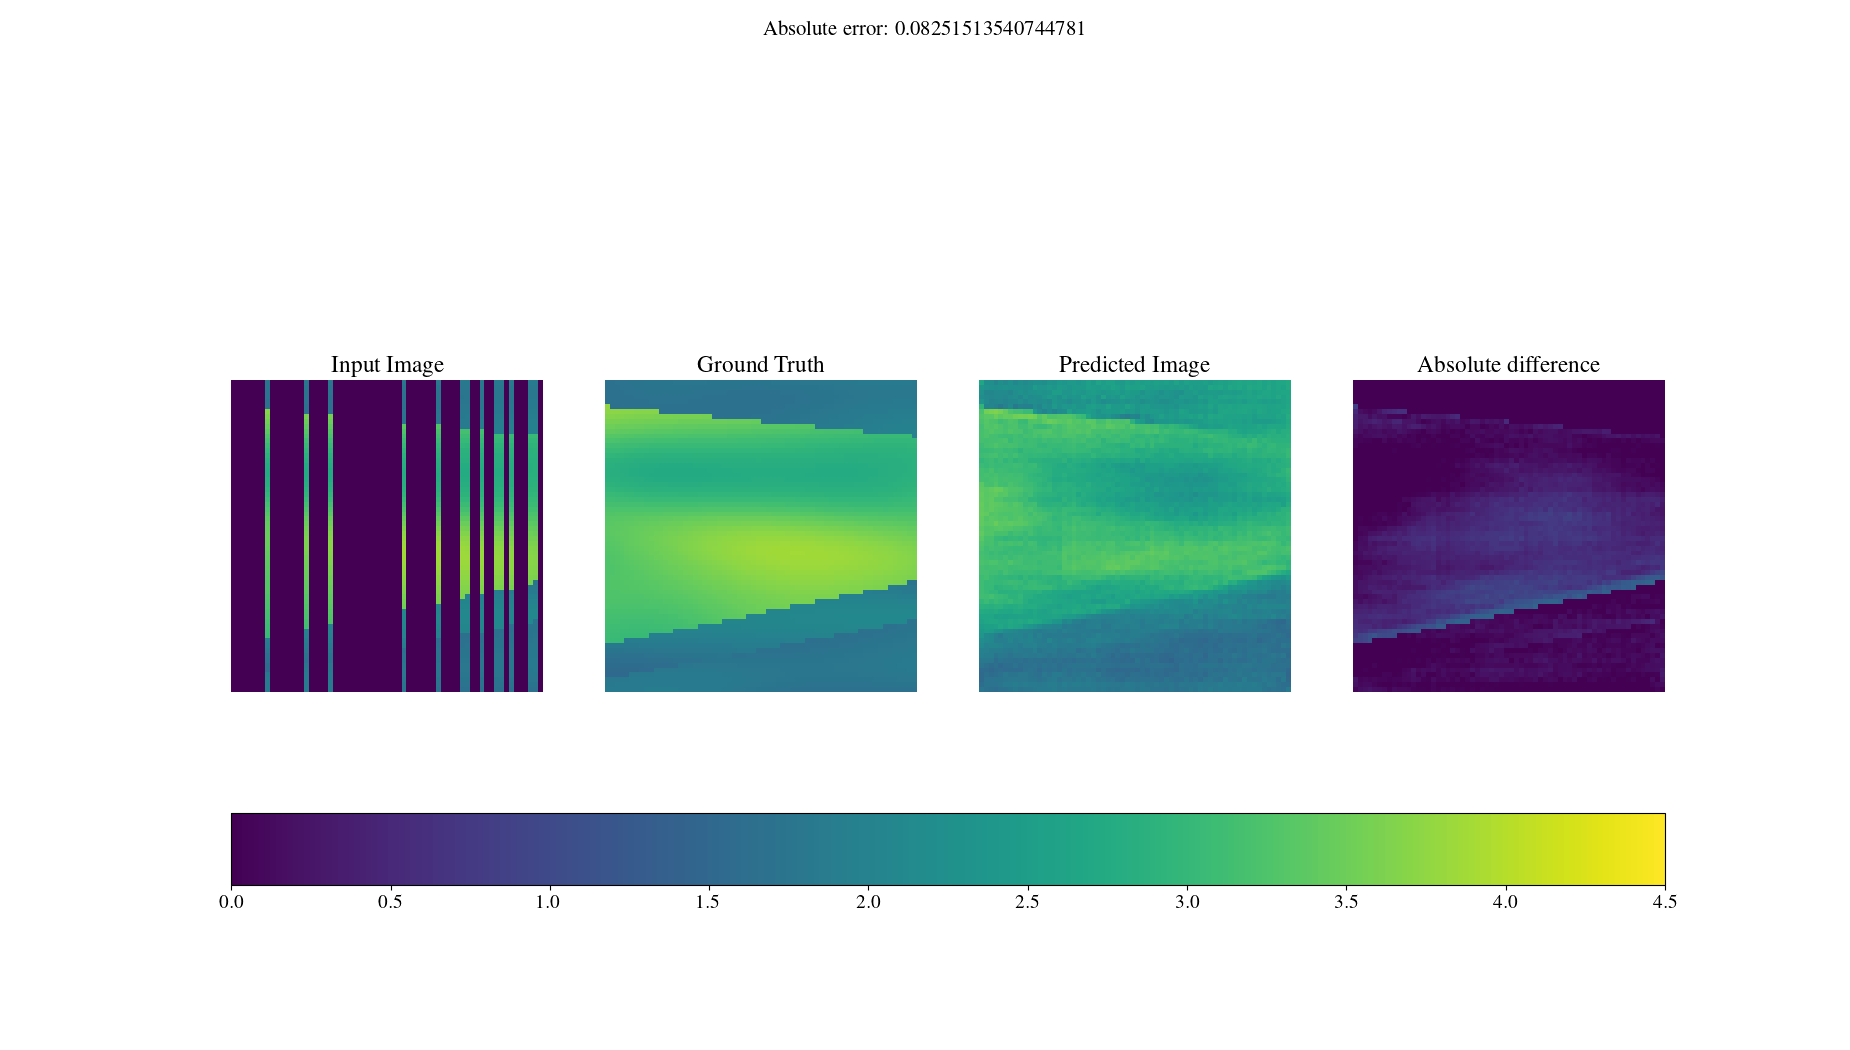 Absolute error: 0.08251513540744781
Input Image
Ground Truth
Predicted Image
Absolute difference
0.0 0.5 1.0 1.5 2.0 2.5 3.0 3.5 4.0 4.5